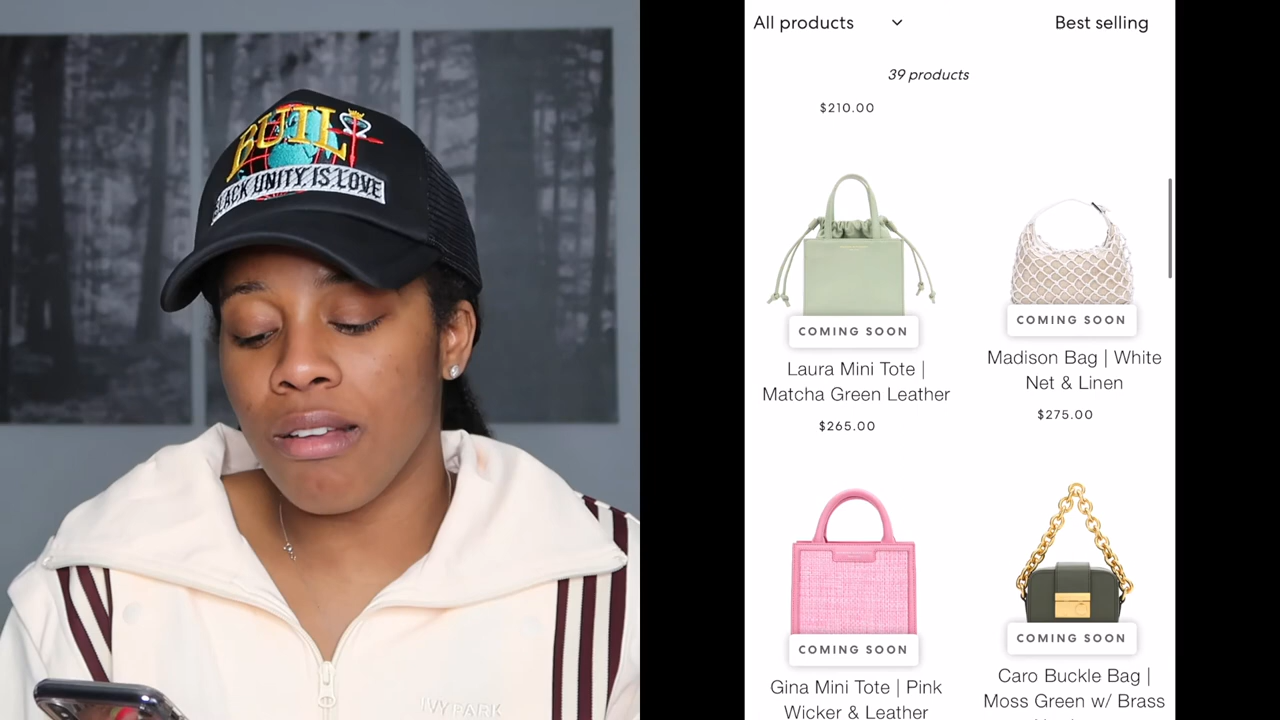 BUIL
BLACK UNITY IS LOVE
IVY PARK
All products
Best selling
39 products
$210.00
COMING SOON
Laura Mini Tote |
Matcha Green Leather
$265.00
COMING SOON
Madison Bag | White
Net & Linen
$275.00
COMING SOON
Gina Mini Tote | Pink
Wicker & Leather
COMING SOON
Caro Buckle Bag |
Moss Green w/ Brass